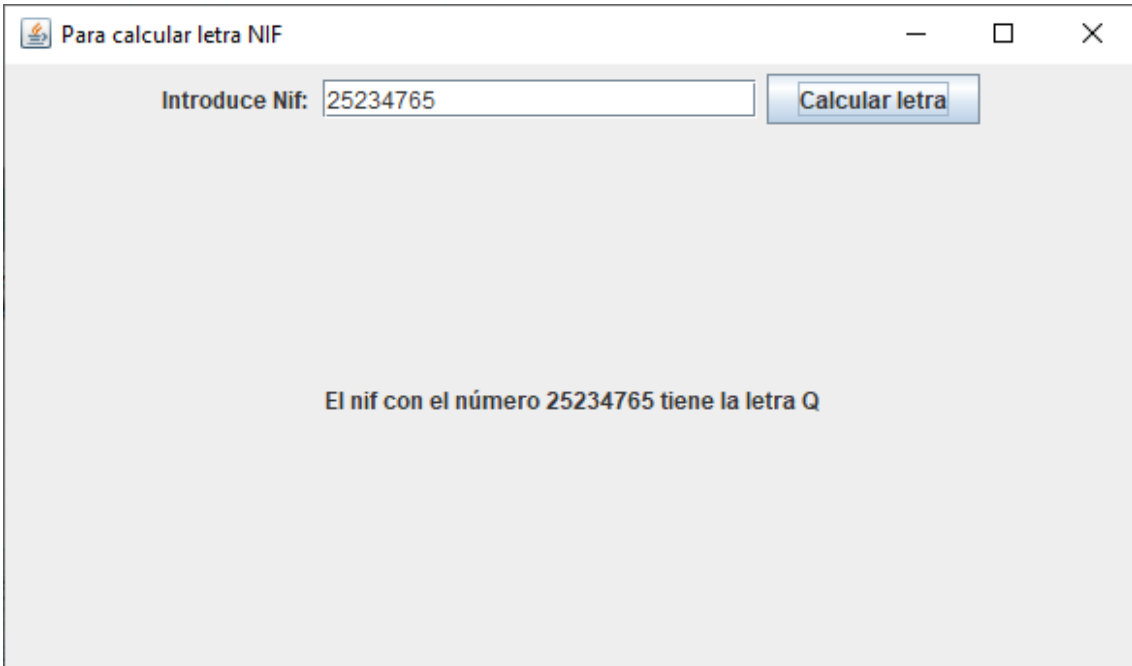 Para calcular letra NIF
Introduce Nif: 25234765 Calcular letra
El nif con el número 25234765 tiene la letra Q